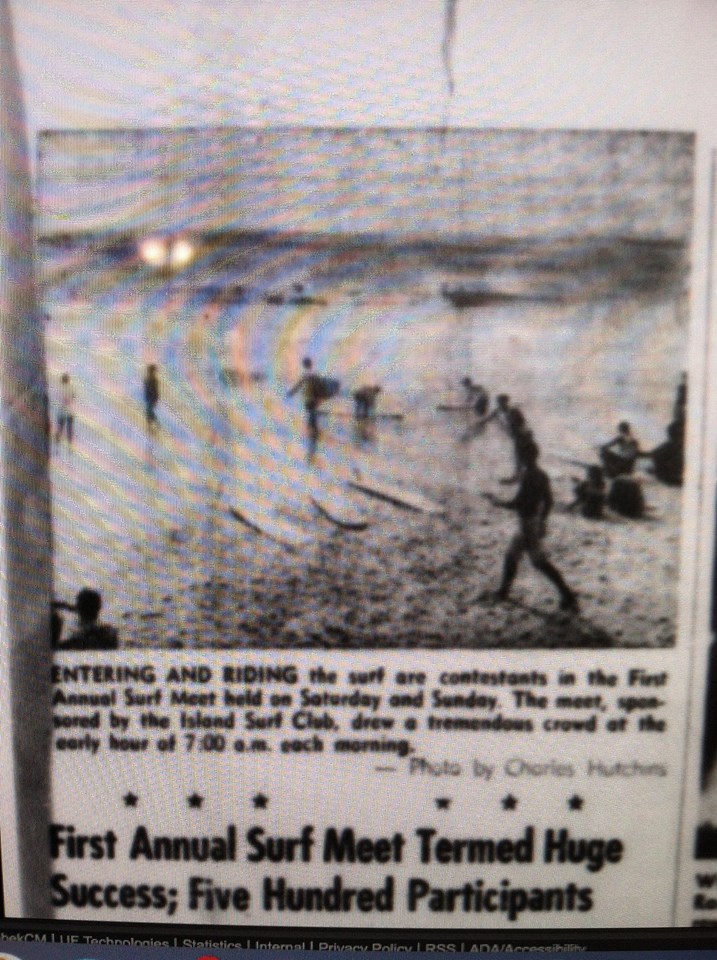 ENTERING AND RIDING the surf are contestants in the First
Annual Surf Meet held on Saturday and Sunday. The meet, spon-
sored by the Island Surf Club, drew a tremendous crowd at the
early hour of 7:00 a.m. each morning.
— Photo by Charles Hutchins
★ ★ ★ ★ ★ ★
First Annual Surf Meet Termed Huge
Success; Five Hundred Participants
bekCM | UF Technologies | Statistics | Internal | Privacy Policy | RSS | ADA/Accessibility